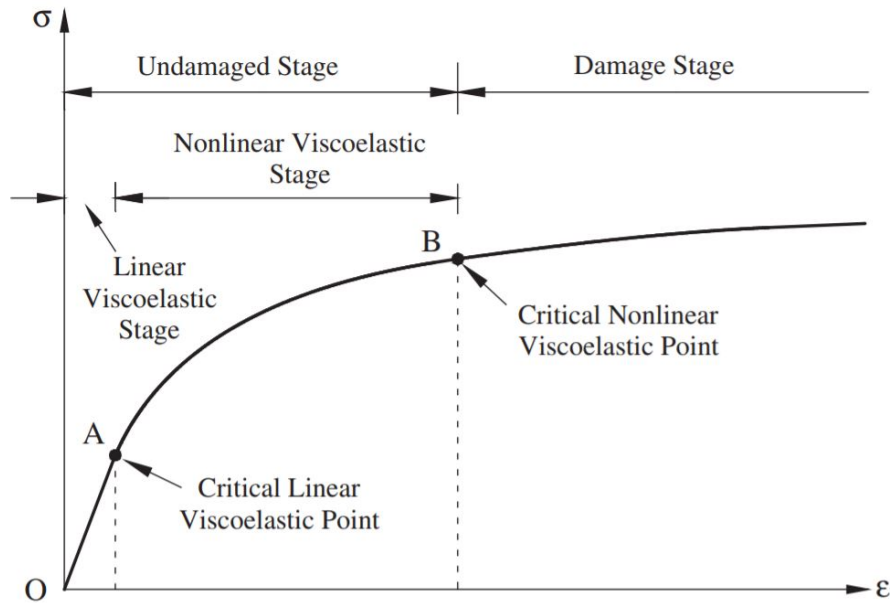 σ
Undamaged Stage
Damage Stage
Nonlinear Viscoelastic
Stage
Linear
Viscoelastic
Stage
B
Critical Nonlinear
Viscoelastic Point
A
Critical Linear
Viscoelastic Point
O
ε